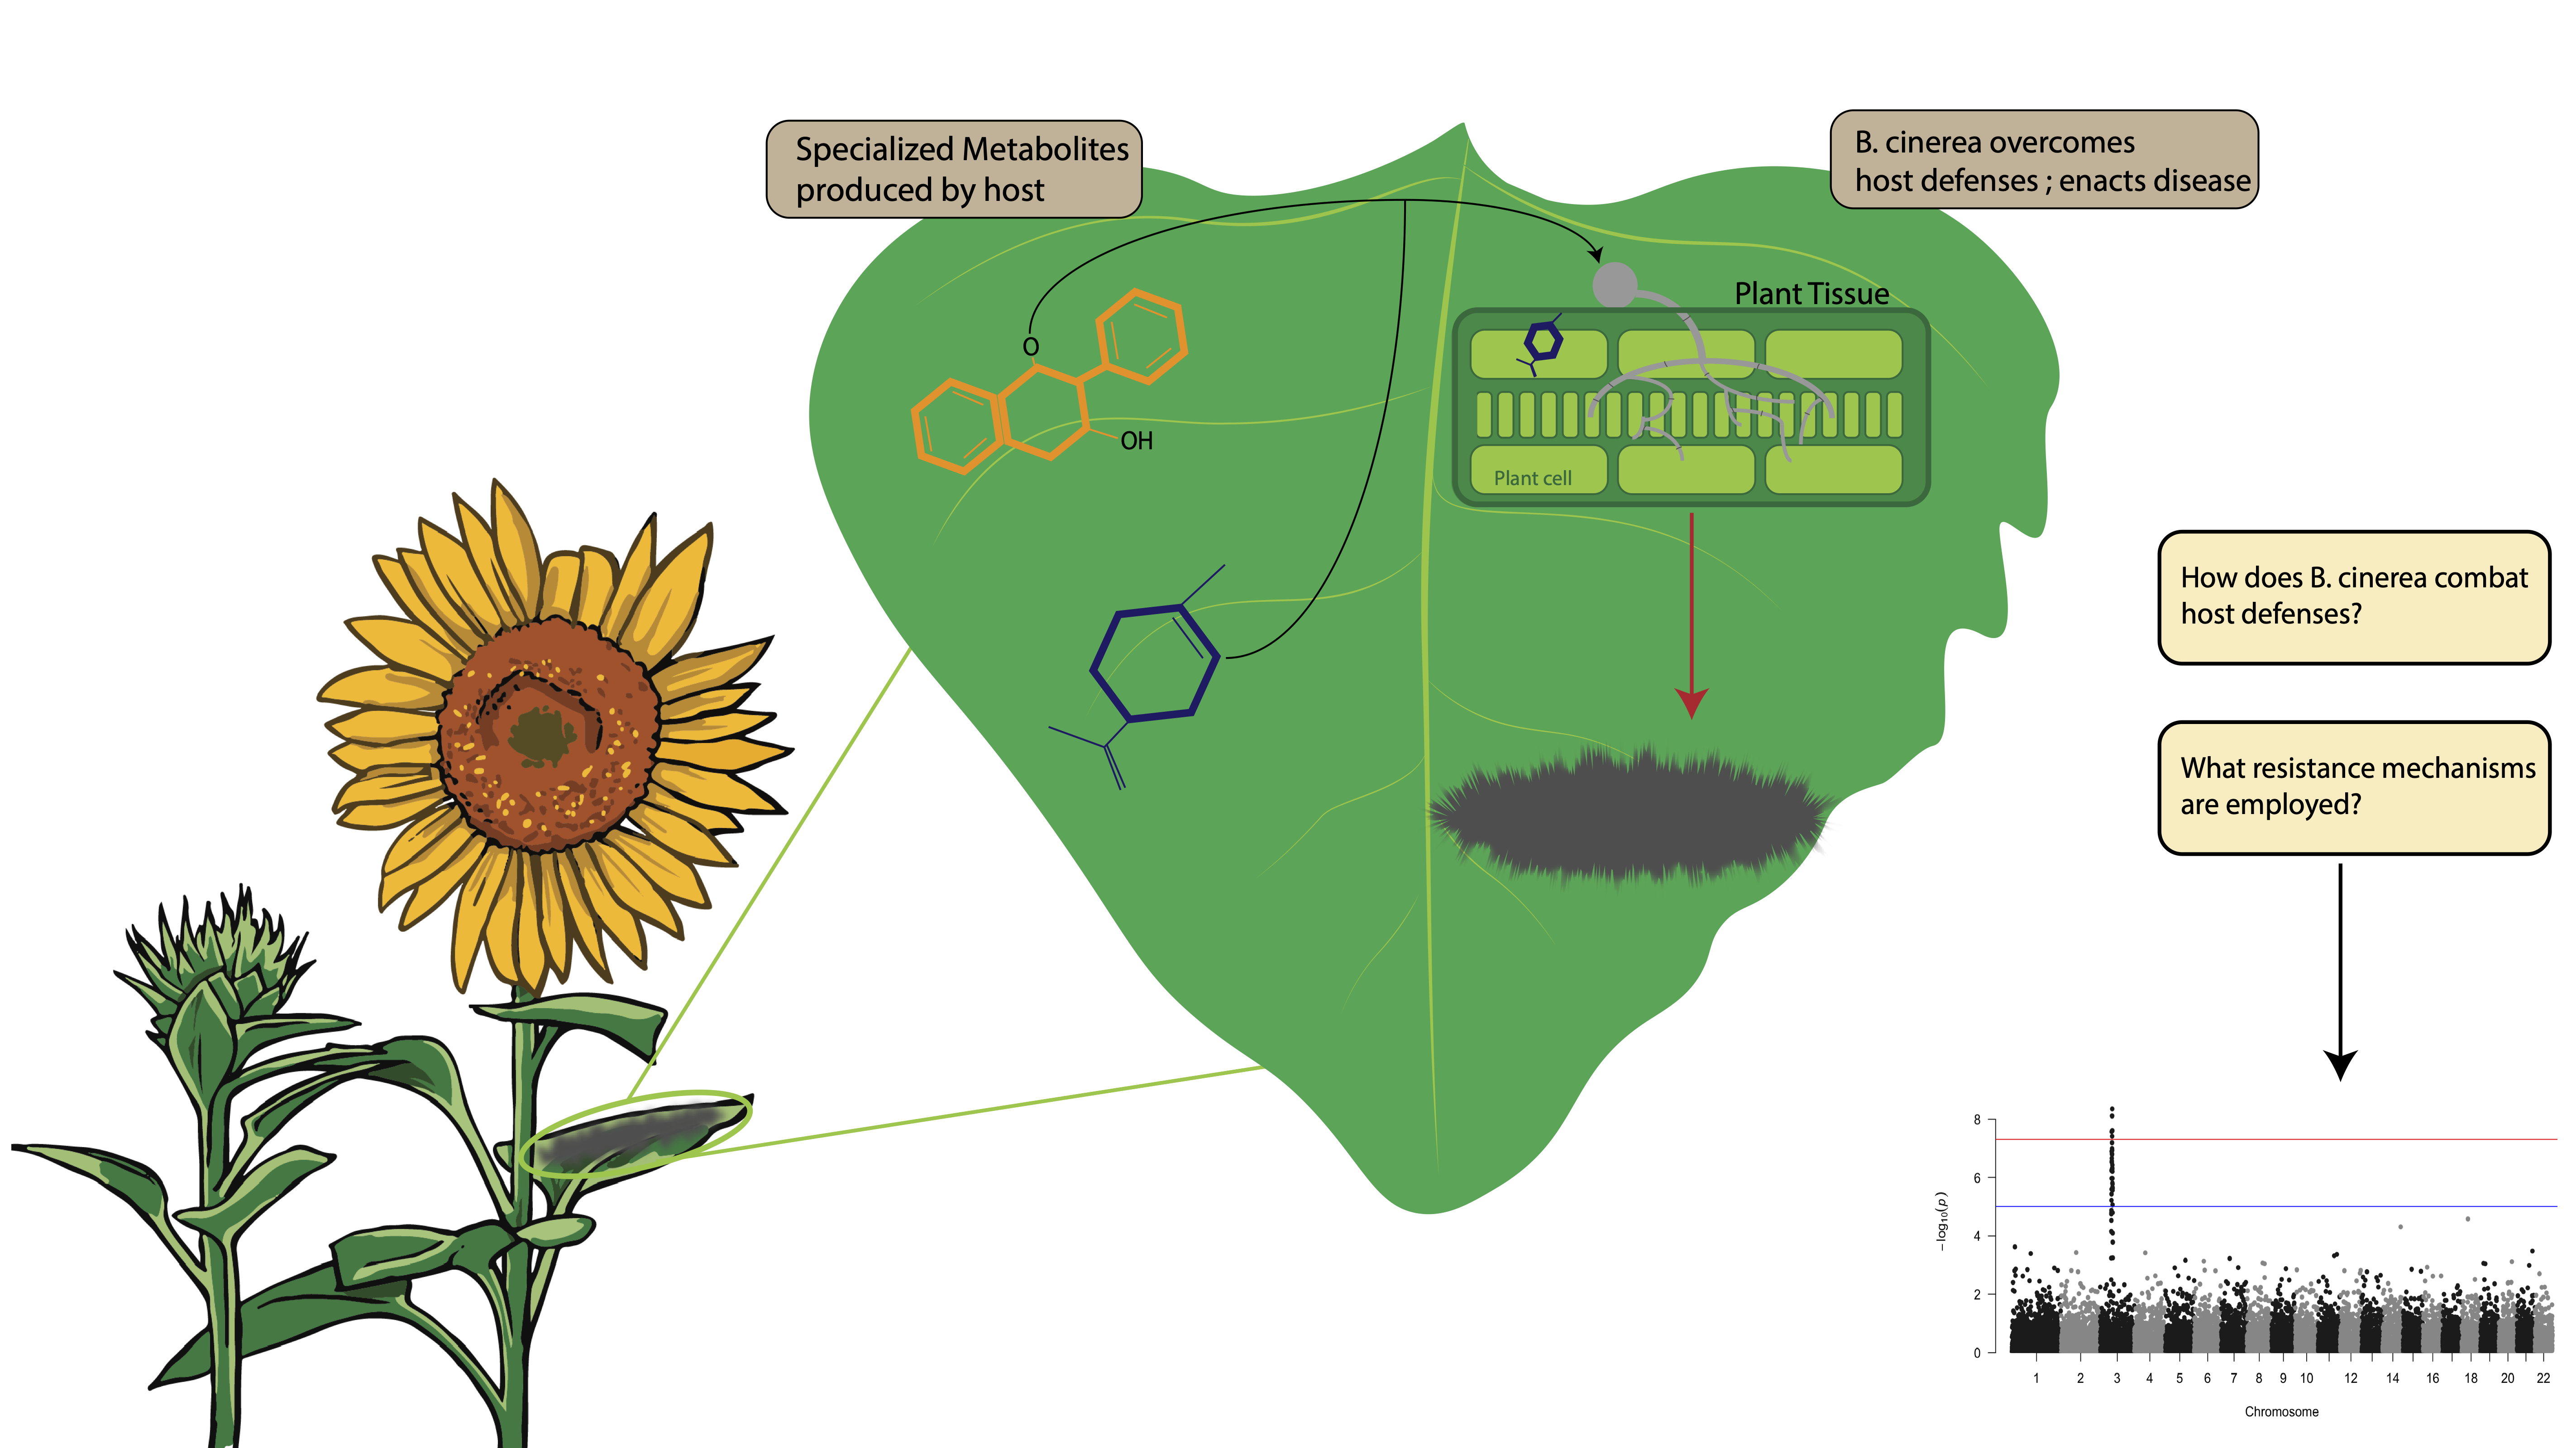 Specialized Metabolites
produced by host
B. cinerea overcomes
host defenses ; enacts disease
O
OH
Plant Tissue
Plant cell
How does B. cinerea combat
host defenses?
What resistance mechanisms
are employed?
8
6
4
2
0
−log10(p)
1 2 3 4 5 6 7 8 9 10 12 14 16 18 20 22
Chromosome